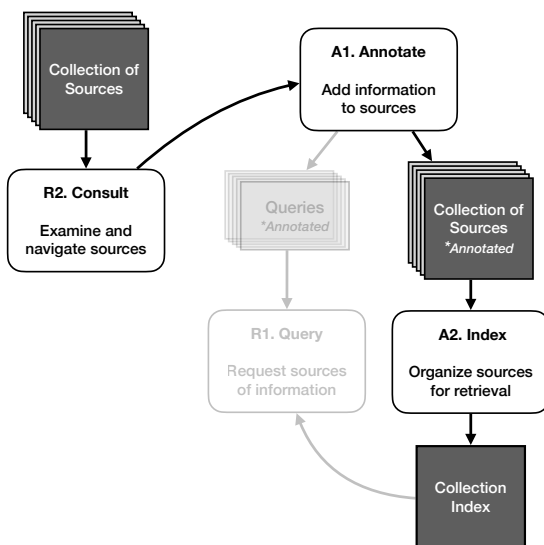 Collection of
Sources
A1. Annotate
Add information
to sources
R2. Consult
Examine and
navigate sources
Queries
*Annotated
Collection of
Sources
*Annotated
R1. Query
Request sources
of information
A2. Index
Organize sources
for retrieval
Collection
Index